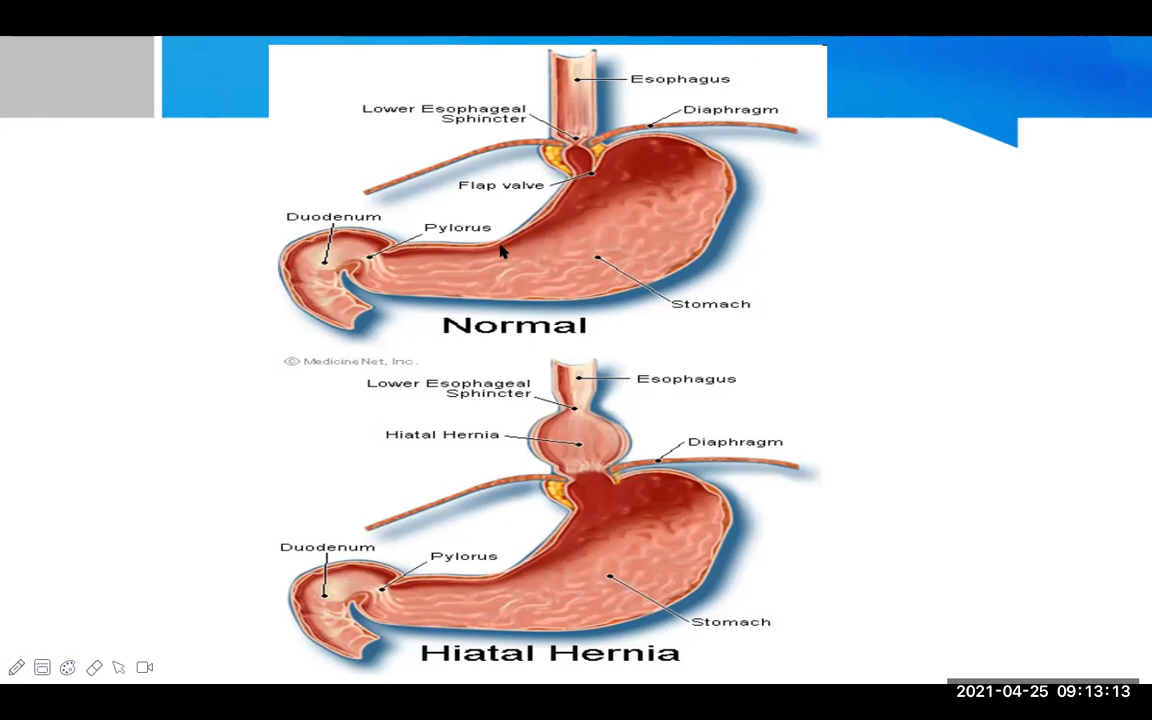 Esophagus
Diaphragm
Lower Esophageal
Sphincter
Flap valve
Duodenum
Pylorus
Stomach
Normal
MedicineNet, Inc.
Esophagus
Lower Esophageal
Sphincter
Hiatal Hernia
Diaphragm
Duodenum
Pylorus
Stomach
Hiatal Hernia
2021-04-25 09:13:13